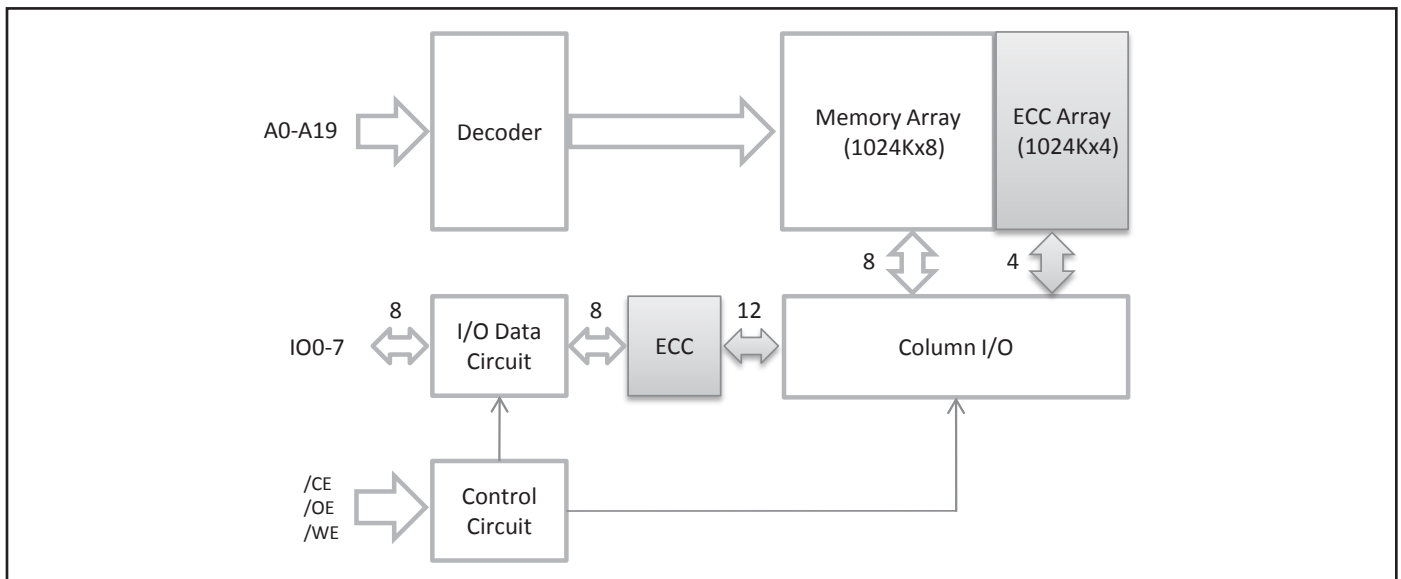 A0-A19
Decoder
Memory Array
(1024Kx8)
ECC Array
(1024Kx4)
8
4
IO0-7
8
I/O Data
Circuit
8
ECC
12
Column I/O
/CE
/OE
/WE
Control
Circuit